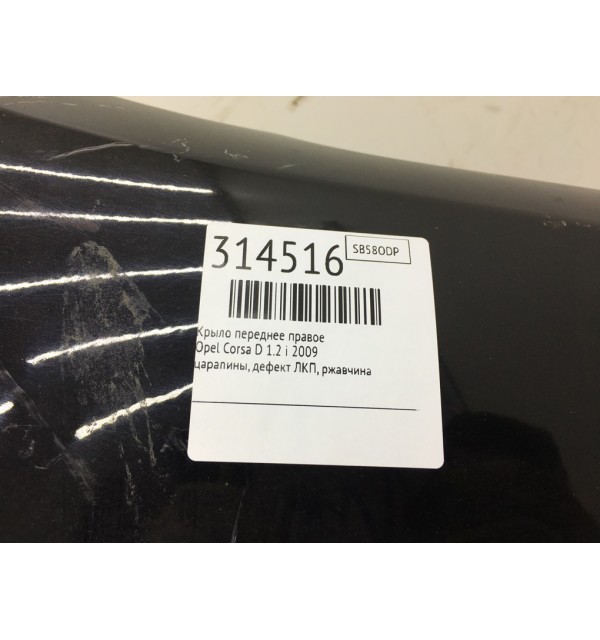 314516 SB580DP
Крыло переднее правое
Opel Corsa D 1.2 i 2009
царапины, дефект ЛКП, ржавчина